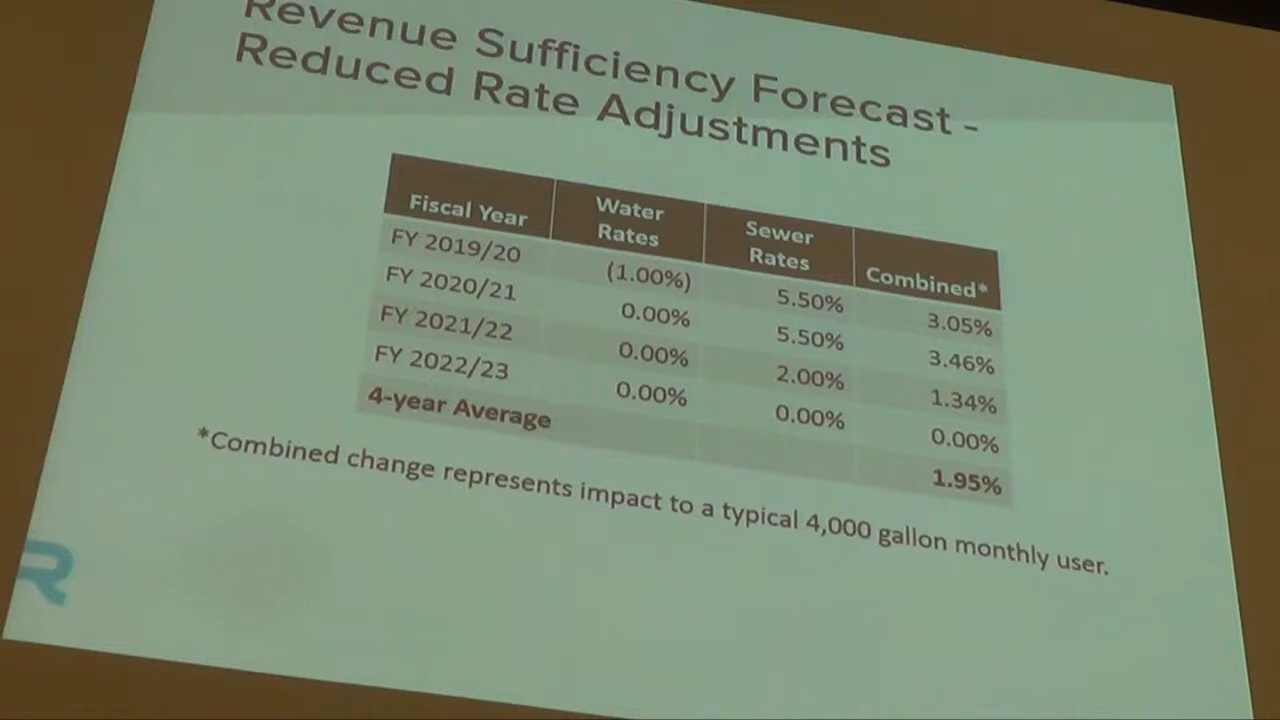 Revenue Sufficiency Forecast -
Reduced Rate Adjustments
Fiscal Year Water Rates Sewer Rates Combined*
FY 2019/20 (1.00%) 5.50% 3.05%
FY 2020/21 0.00% 5.50% 3.46%
FY 2021/22 0.00% 2.00% 1.34%
FY 2022/23 0.00% 0.00% 0.00%
4-year Average 1.95%
*Combined change represents impact to a typical 4,000 gallon monthly user.
R